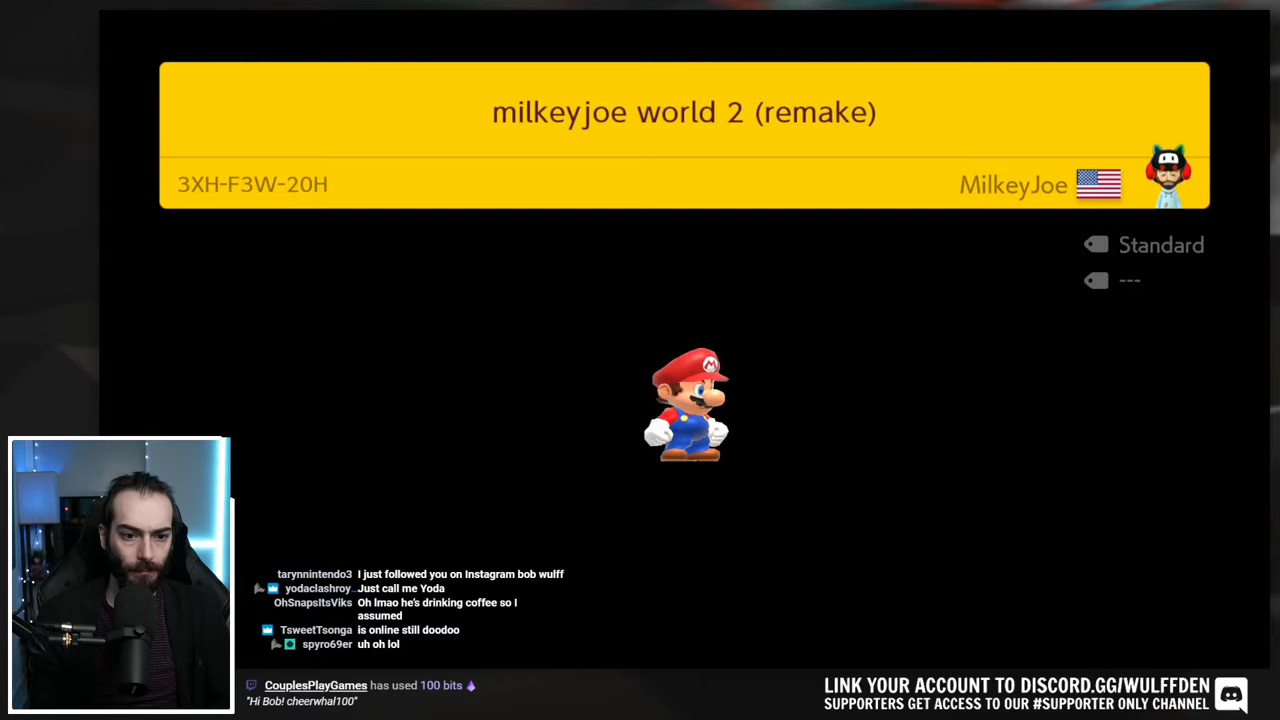 milkeyjoe world 2 (remake)
3XH-F3W-20H
MilkeyJoe
Standard
---
tarynnintendo3 I just followed you on Instagram bob wulff
yodaclashroy... Just call me Yoda
OhSnapsItsViks Oh lmao he's drinking coffee so I
assumed
TsweetTsonga is online still doodoo
spyro69er uh oh lol
CouplesPlayGames has used 100 bits
"Hi Bob! cheerwhal100"
LINK YOUR ACCOUNT TO DISCORD.GG/WULFFDEN
SUPPORTERS GET ACCESS TO OUR #SUPPORTER ONLY CHANNEL